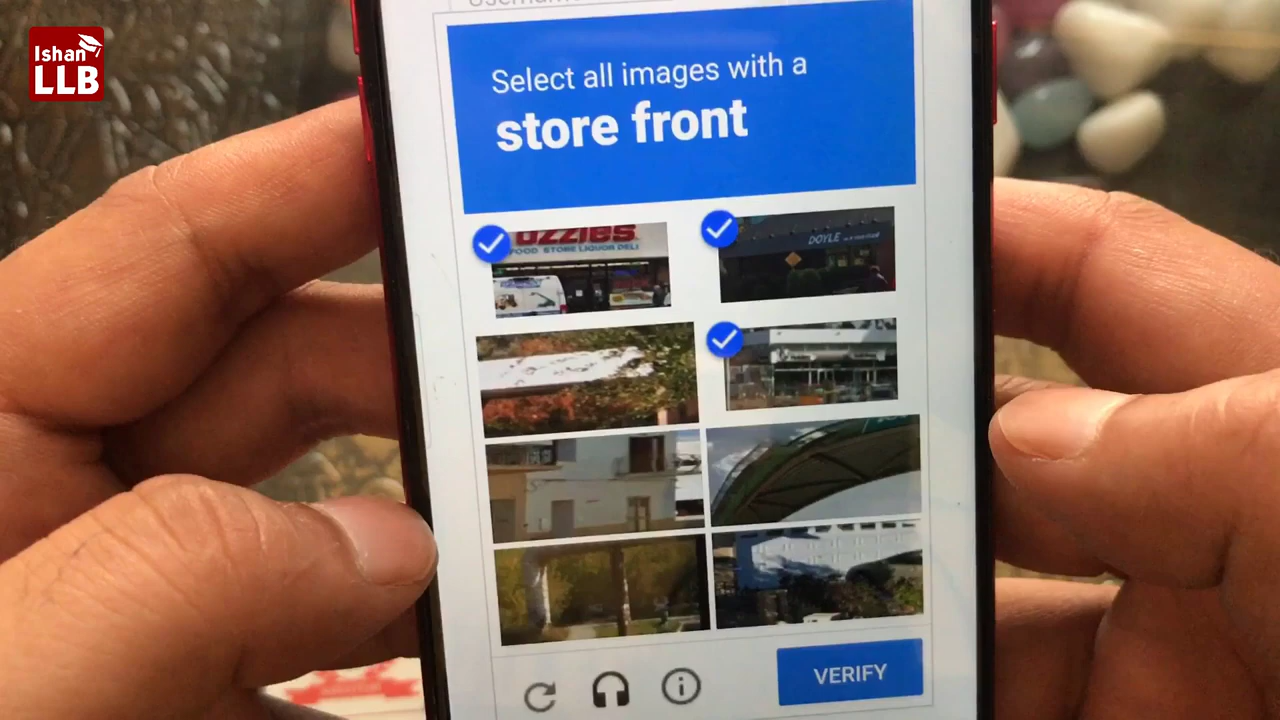 Ishan
LLB
Select all images with a
store front
UZZIES
FOOD STORE LIQUOR DELI
DOYLE
VERIFY